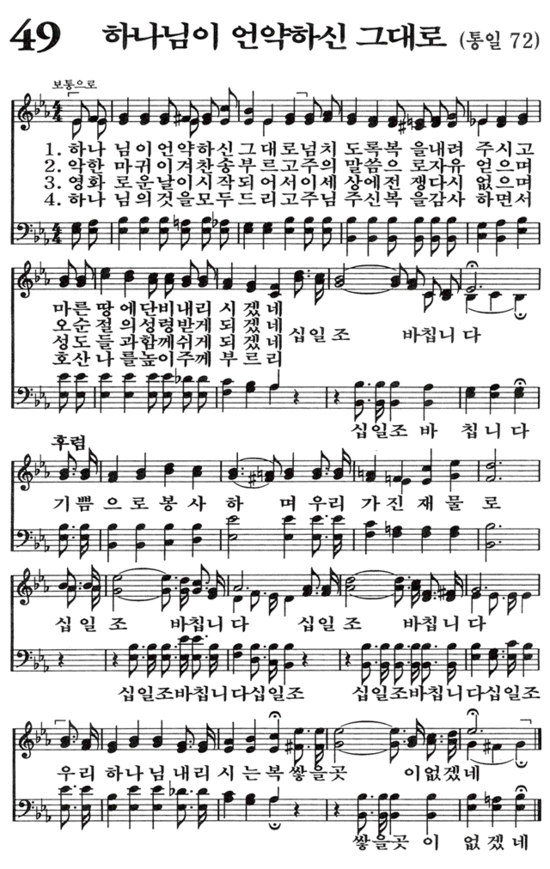 49 하나님이 언약하신 그대로 (통일 72)
보통으로
1. 하나 님이언약하신그대로넘치 도록복 을내려 주시고
2. 악한 마귀이겨찬송부르고주의 말씀으로자유 얻으며
3. 영화 로운날이시작되어서이세 상에전 쟁다시 없으며
4. 하나 님의것을모두드리고주님 주신복 을감사 하면서
마른 땅에단비내리 시겠네
오순 절의성령받게 되겠네
성도 들과함께쉬게 되겠네
호산 나를높이주께 부르리
십일조 바칩니다
십일조 바 칩니다
후렴
기쁨으로봉사하 며우리 가진재물로
십일조 바칩니다 십일조 바칩니다
십일조바칩니다십일조 십일조바칩니다십일조
우리 하나님내리 시는복쌓을곳 이없겠네
쌓을곳 이 없겠네